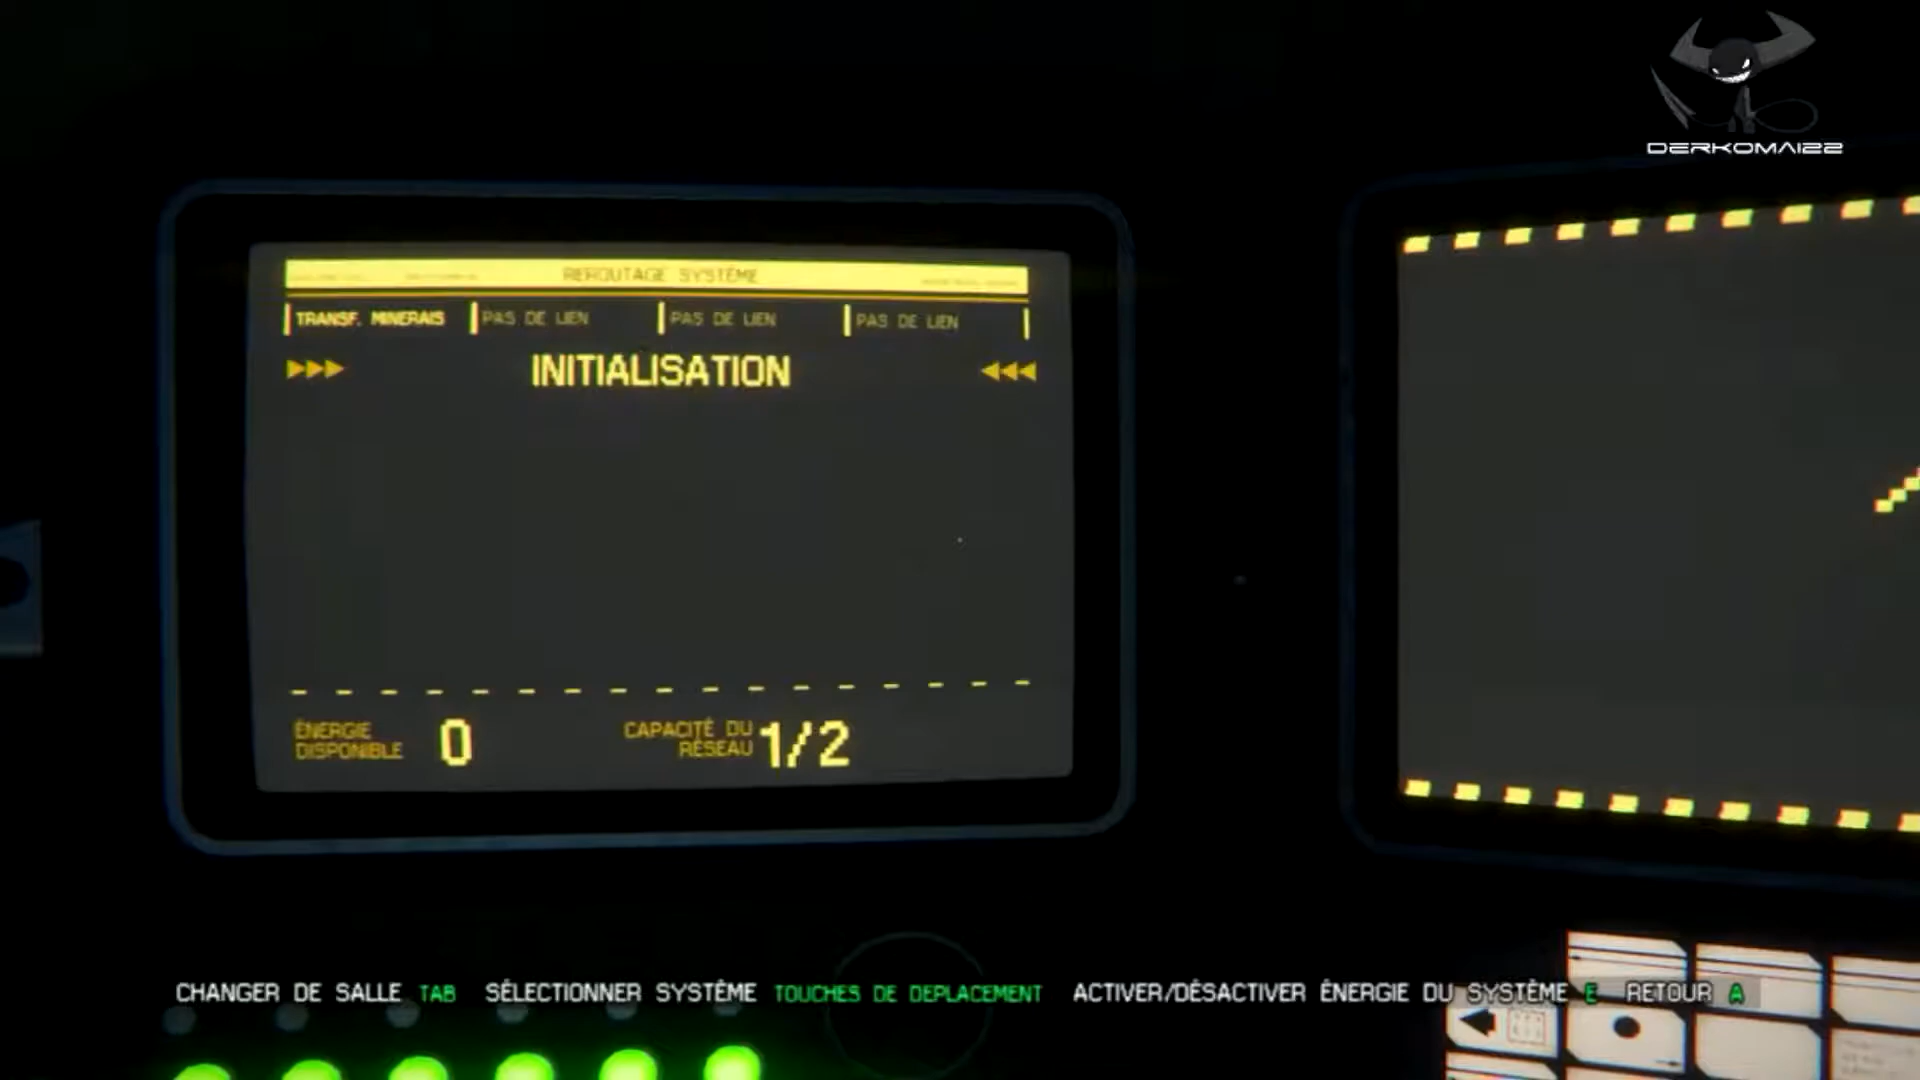 DERKOMAI22
REROUTAGE SYSTÈME
TRANSF. MINERAIS PAS DE LIEN PAS DE LIEN PAS DE LIEN
INITIALISATION
ÉNERGIE DISPONIBLE 0 CAPACITÉ DU RÉSEAU 1/2
CHANGER DE SALLE TAB SÉLECTIONNER SYSTÈME TOUCHES DE DEPLACEMENT ACTIVER/DÉSACTIVER ÉNERGIE DU SYSTÈME E RETOUR A